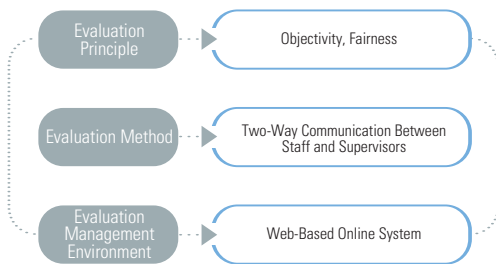 Evaluation
Principle
Objectivity, Fairness
Evaluation Method
Two-Way Communication Between
Staff and Supervisors
Evaluation
Management
Environment
Web-Based Online System